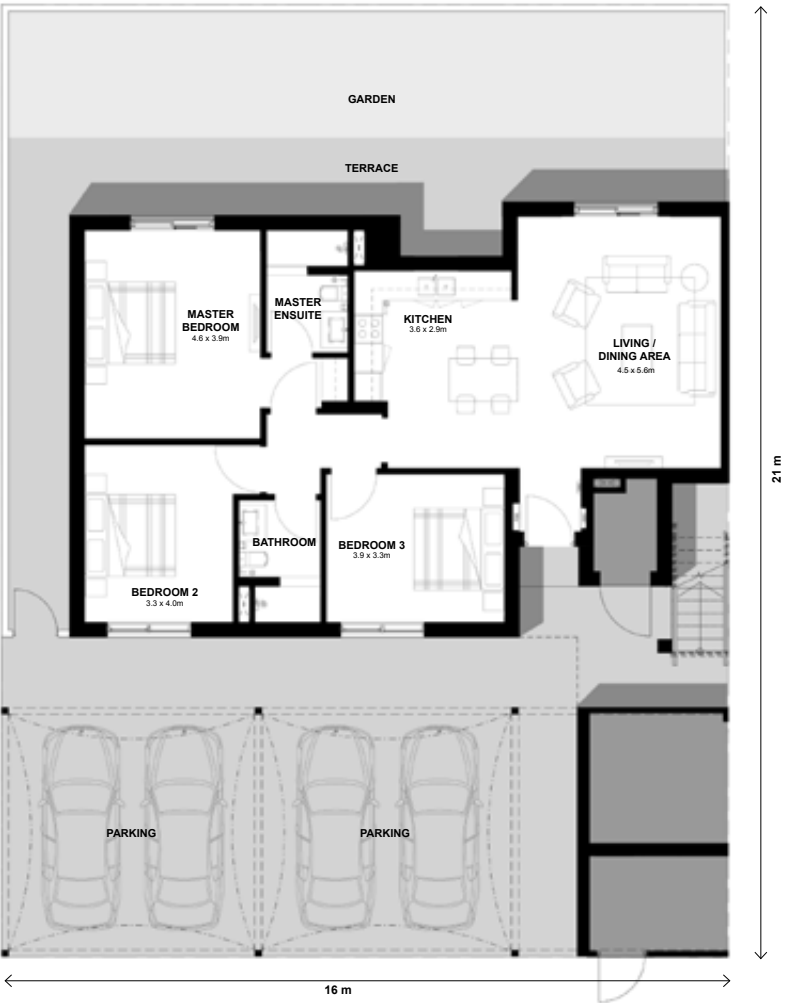 GARDEN
TERRACE
MASTER
BEDROOM
4.6 x 3.9m
MASTER
ENSUITE
KITCHEN
3.6 x 2.9m
LIVING /
DINING AREA
4.5 x 5.6m
21 m
BATHROOM
BEDROOM 3
3.9 x 3.3m
BEDROOM 2
3.3 x 4.0m
PARKING
PARKING
16 m